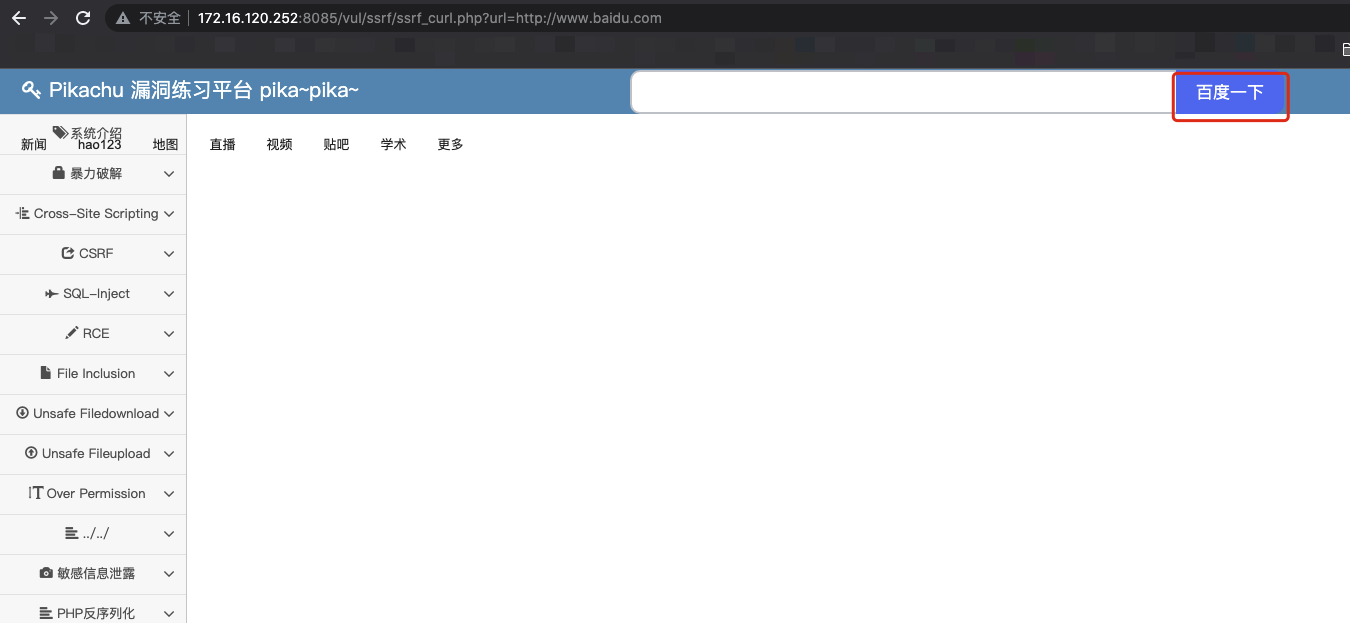 不安全 172.16.120.252:8085/vul/ssrf/ssrf_curl.php?url=http://www.baidu.com
Pikachu 漏洞练习平台 pika~pika~
百度一下
系统介绍
新闻 hao123 地图 直播 视频 贴吧 学术 更多
暴力破解
Cross-Site Scripting
CSRF
SQL-Inject
RCE
File Inclusion
Unsafe Filedownload
Unsafe Fileupload
Over Permission
../../
敏感信息泄露
PHP反序列化